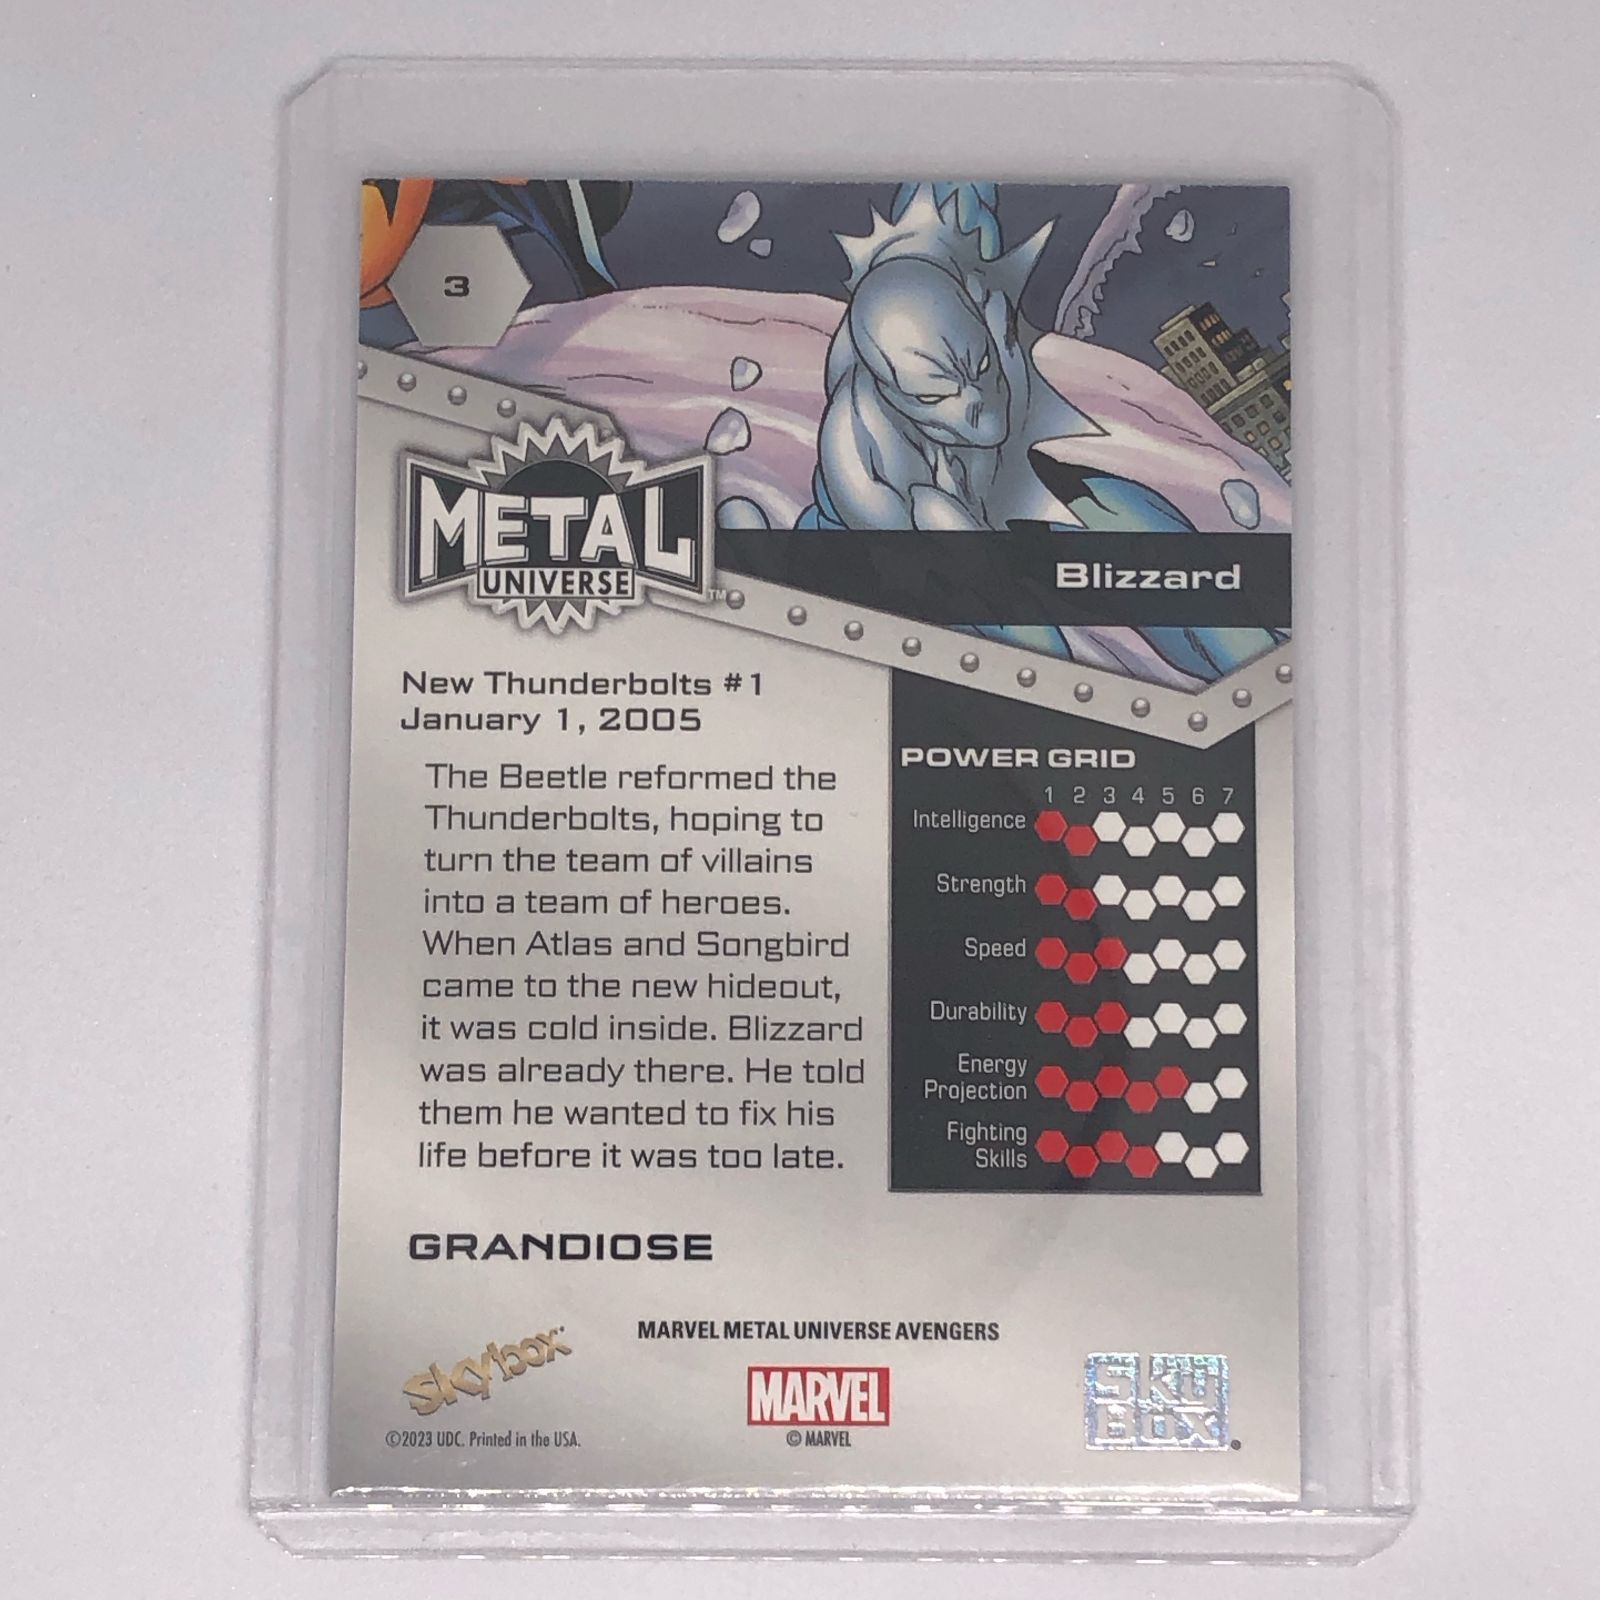 3
METAL
UNIVERSE
TM
Blizzard
New Thunderbolts #1
January 1, 2005
The Beetle reformed the
Thunderbolts, hoping to
turn the team of villains
into a team of heroes.
When Atlas and Songbird
came to the new hideout,
it was cold inside. Blizzard
was already there. He told
them he wanted to fix his
life before it was too late.
POWER GRID
1 2 3 4 5 6 7
Intelligence
Strength
Speed
Durability
Energy
Projection
Fighting
Skills
GRANDIOSE
MARVEL METAL UNIVERSE AVENGERS
skybox
©2023 UDC. Printed in the USA.
MARVEL
© MARVEL
SKY
BOX